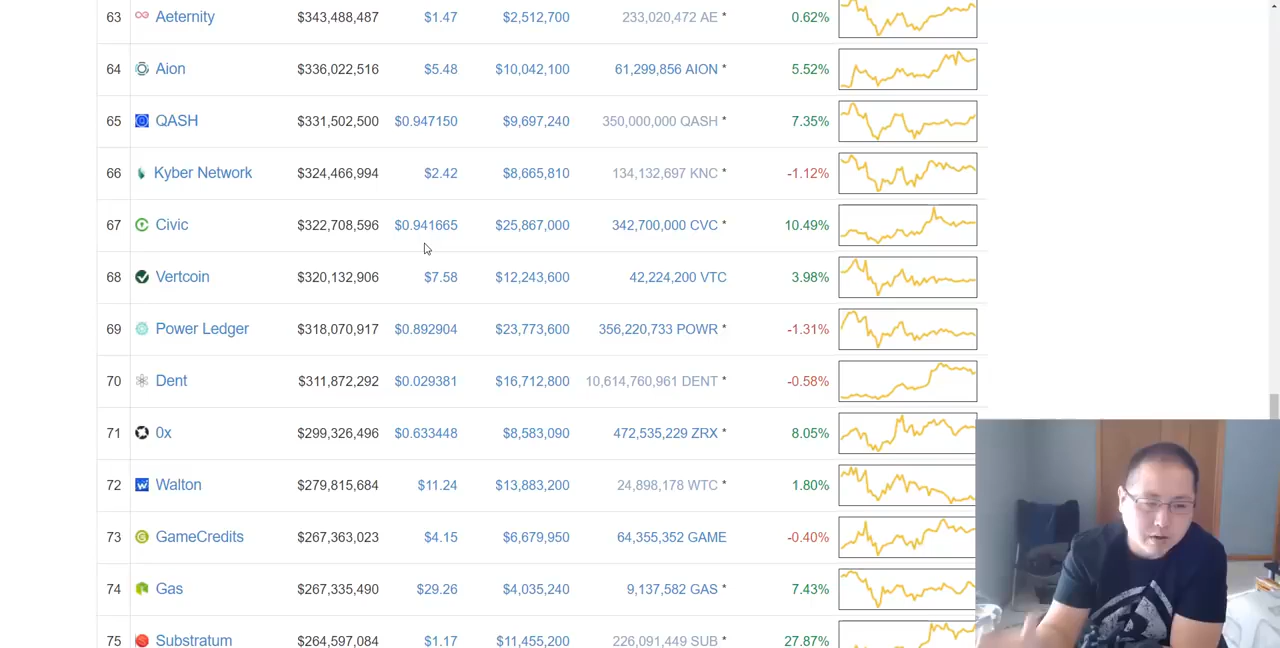 63 Aeternity $343,488,487 $1.47 $2,512,700 233,020,472 AE * 0.62%
64 Aion $336,022,516 $5.48 $10,042,100 61,299,856 AION * 5.52%
65 QASH $331,502,500 $0.947150 $9,697,240 350,000,000 QASH * 7.35%
66 Kyber Network $324,466,994 $2.42 $8,665,810 134,132,697 KNC * -1.12%
67 Civic $322,708,596 $0.941665 $25,867,000 342,700,000 CVC * 10.49%
68 Vertcoin $320,132,906 $7.58 $12,243,600 42,224,200 VTC 3.98%
69 Power Ledger $318,070,917 $0.892904 $23,773,600 356,220,733 POWR * -1.31%
70 Dent $311,872,292 $0.029381 $16,712,800 10,614,760,961 DENT * -0.58%
71 0x $299,326,496 $0.633448 $8,583,090 472,535,229 ZRX * 8.05%
72 Walton $279,815,684 $11.24 $13,883,200 24,898,178 WTC * 1.80%
73 GameCredits $267,363,023 $4.15 $6,679,950 64,355,352 GAME -0.40%
74 Gas $267,335,490 $29.26 $4,035,240 9,137,582 GAS * 7.43%
75 Substratum $264,597,084 $1.17 $11,455,200 226,091,449 SUB * 27.87%